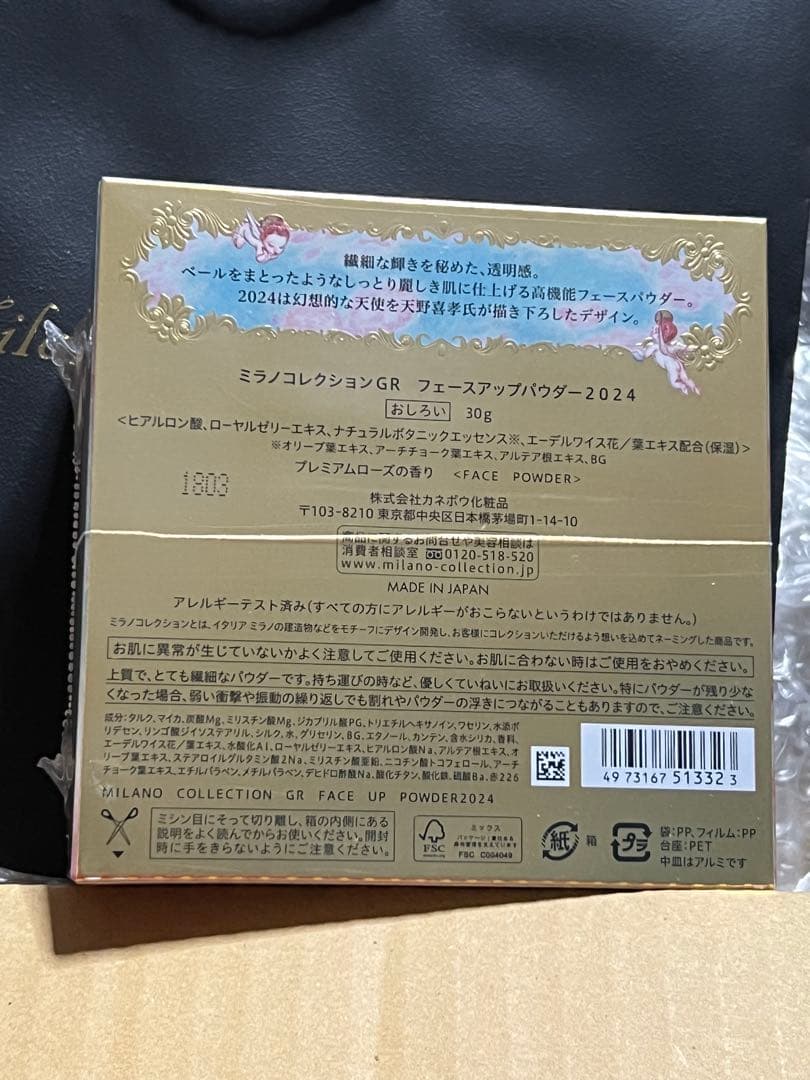 繊細な輝きを秘めた、透明感。
ベールをまとったようなしっとり麗しき肌に仕上げる高機能フェースパウダー。
2024は幻想的な天使を天野喜孝氏が描き下ろしたデザイン。
ミラノコレクションGR フェースアップパウダー2024
おしろい 30g
<ヒアルロン酸、ローヤルゼリーエキス、ナチュラルボタニックエッセンス※、エーデルワイス花/葉エキス配合(保湿)>
※オリーブ葉エキス、アーチチョーク葉エキス、アルテア根エキス、BG
プレミアムローズの香り <FACE POWDER>
1803
株式会社カネボウ化粧品
〒103-8210 東京都中央区日本橋茅場町1-14-10
商品に関するお問合せや美容相談は
消費者相談室 0120-518-520
www.milano-collection.jp
MADE IN JAPAN
アレルギーテスト済み(すべての方にアレルギーがおこらないというわけではありません。)
ミラノコレクションとは、イタリア ミラノの建造物などをモチーフにデザイン開発し、お客様にコレクションいただけるよう想いを込めてネーミングした商品です。
お肌に異常が生じていないかよく注意してご使用ください。お肌に合わない時はご使用をおやめください。
上質で、とても繊細なパウダーです。持ち運びの時など、優しくていねいにお取扱いください。特にパウダーが残り少な
くなった場合、弱い衝撃や振動の繰り返しでも割れやパウダーの浮きにつながることもありますので、ご注意ください。
成分:タルク、マイカ、炭酸Mg、ミリスチン酸Mg、ジカプリル酸PG、トリエチルヘキサノイン、ワセリン、水添ポ
リデセン、リンゴ酸ジイソステアリル、シルク、水、グリセリン、BG、エタノール、カンテン、含水シリカ、香料、
エーデルワイス花/葉エキス、水酸化Al、ローヤルゼリーエキス、ヒアルロン酸Na、アルテア根エキス、オ
リーブ葉エキス、ステアロイルグルタミン酸2Na、ミリスチン酸亜鉛、ニコチン酸トコフェロール、アーチ
チョーク葉エキス、エチルパラベン、メチルパラベン、デヒドロ酢酸Na、酸化チタン、酸化鉄、硫酸Ba、赤226
4973167513323
MILANO COLLECTION GR FACE UP POWDER2024
ミシン目にそって切り離し、箱の内側にある
説明をよく読んでからお使いください。開封
時に手をきらないようにご注意ください。
FSC
ミックス
パッケージ|責任ある
森林管理を支えています
FSC C004049
紙 箱
プラ
袋:PP、フィルム:PP
台座:PET
中皿はアルミです